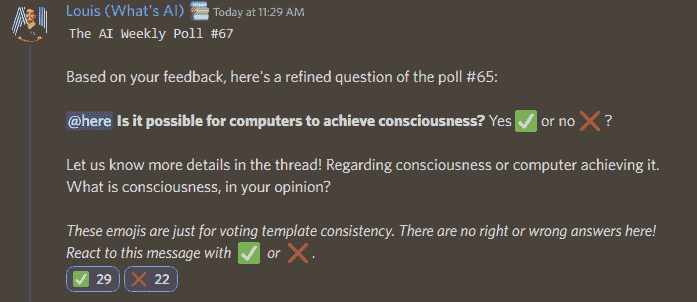 Louis (What's AI) Today at 11:29 AM
The AI Weekly Poll #67
Based on your feedback, here's a refined question of the poll #65:
@here Is it possible for computers to achieve consciousness? Yes ✅ or no ❌ ?
Let us know more details in the thread! Regarding consciousness or computer achieving it.
What is consciousness, in your opinion?
These emojis are just for voting template consistency. There are no right or wrong answers here!
React to this message with ✅ or ❌ .
✅ 29 ❌ 22